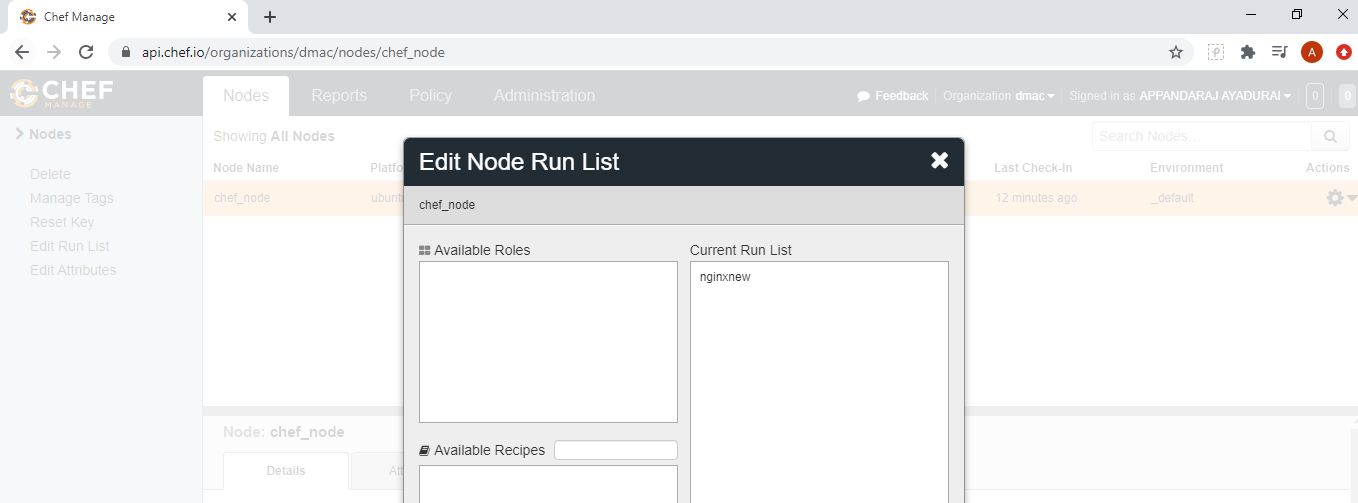 Chef Manage
api.chef.io/organizations/dmac/nodes/chef_node
A
CHEF
MANAGE
Nodes Reports Policy Administration
Feedback Organization dmac Signed in as APPANDARAJ AYADURAI 0 0
Nodes
Delete
Manage Tags
Reset Key
Edit Run List
Edit Attributes
Showing All Nodes
Search Nodes...
Node Name Last Check-In Environment Actions
chef_node 12 minutes ago _default
Edit Node Run List
chef_node
Available Roles
Current Run List
nginxnew
Available Recipes
Node: chef_node
Details